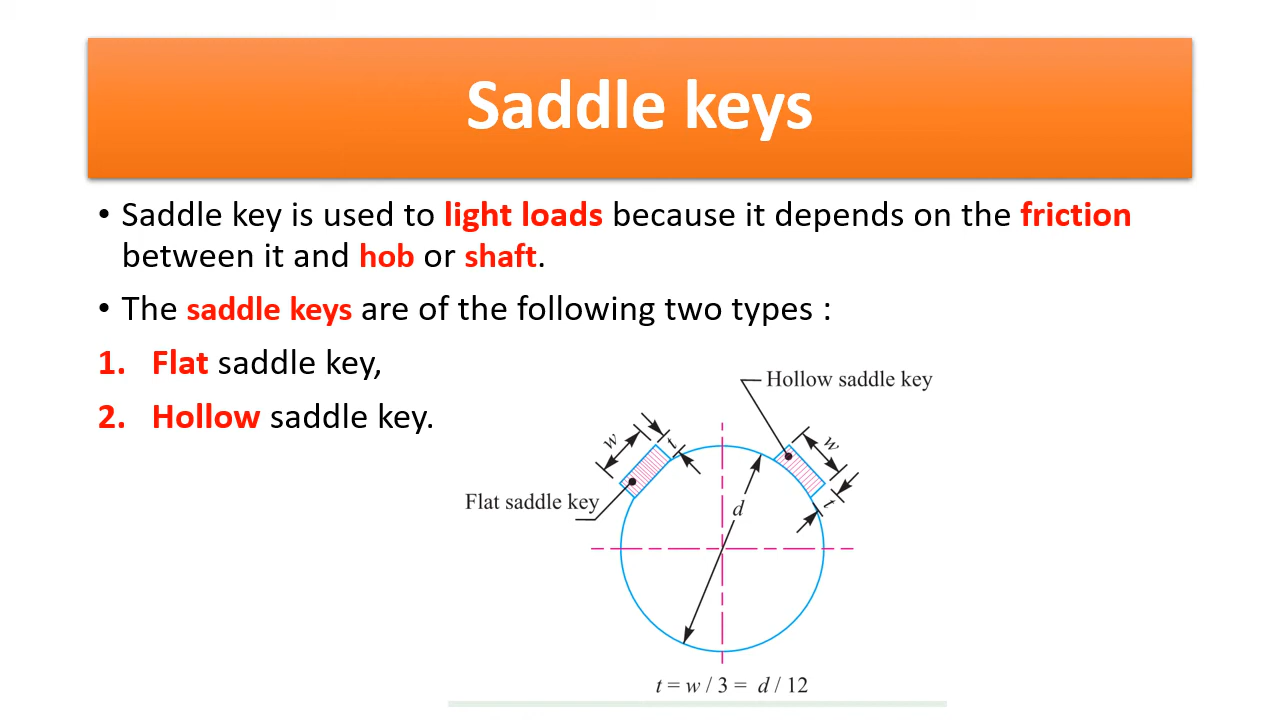 Saddle keys
• Saddle key is used to light loads because it depends on the friction
between it and hob or shaft.
• The saddle keys are of the following two types :
1. Flat saddle key,
2. Hollow saddle key.
Hollow saddle key
w
t
w
Flat saddle key
d
t
t = w / 3 = d / 12